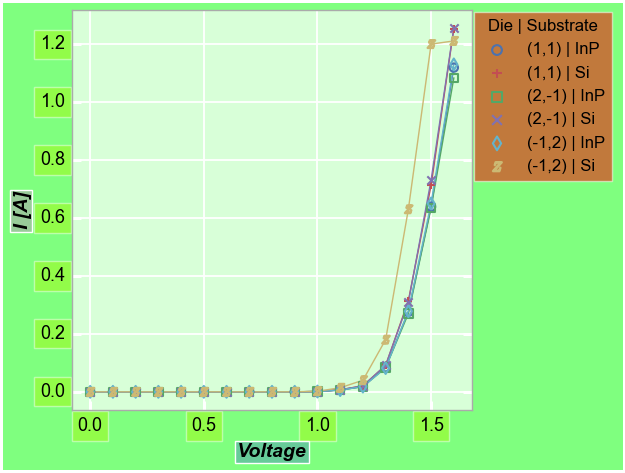 Die | Substrate
(1,1) | InP
(1,1) | Si
(2,-1) | InP
(2,-1) | Si
(-1,2) | InP
(-1,2) | Si
I [A]
1.2
1.0
0.8
0.6
0.4
0.2
0.0
0.0 0.5 1.0 1.5
Voltage